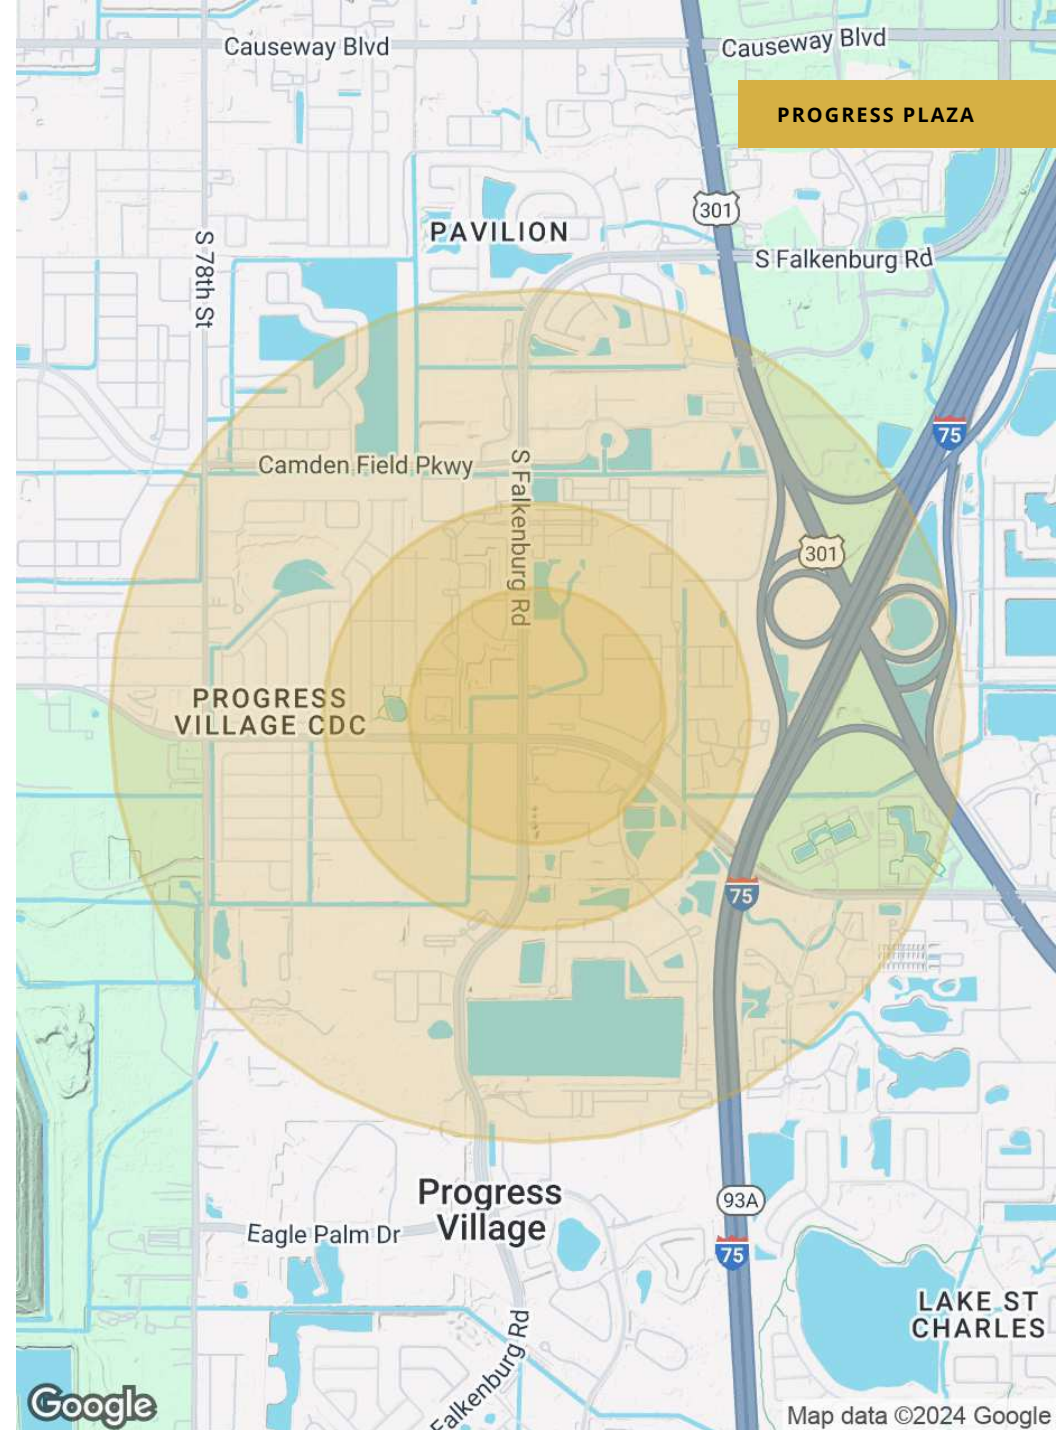 Causeway Blvd
Causeway Blvd
PROGRESS PLAZA
301
PAVILION
S Falkenburg Rd
S 78th St
75
Camden Field Pkwy
S Falkenburg Rd
301
PROGRESS
VILLAGE CDC
75
Progress
Village
93A
Eagle Palm Dr
75
LAKE ST
CHARLES
Falkenburg Rd
Google
Map data ©2024 Google